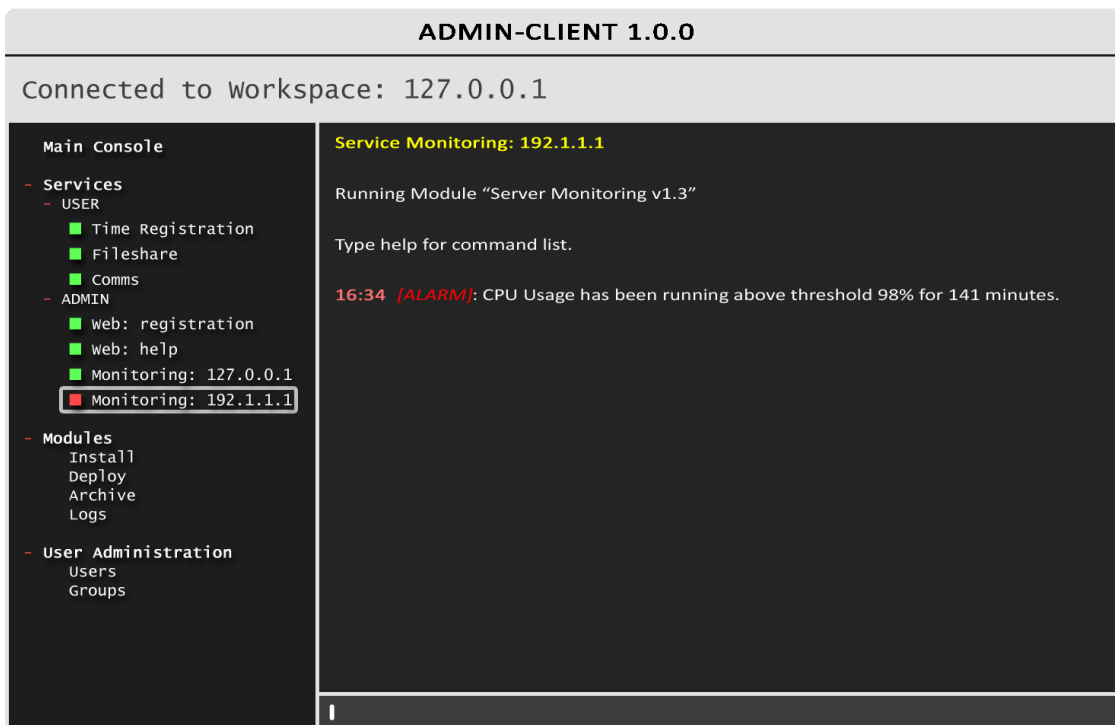 ADMIN-CLIENT 1.0.0
Connected to Workspace: 127.0.0.1
Main Console
- Services
- USER
Time Registration
Fileshare
Comms
- ADMIN
Web: registration
Web: help
Monitoring: 127.0.0.1
Monitoring: 192.1.1.1
- Modules
Install
Deploy
Archive
Logs
- User Administration
Users
Groups
Service Monitoring: 192.1.1.1
Running Module “Server Monitoring v1.3”
Type help for command list.
16:34 [ALARM]: CPU Usage has been running above threshold 98% for 141 minutes.